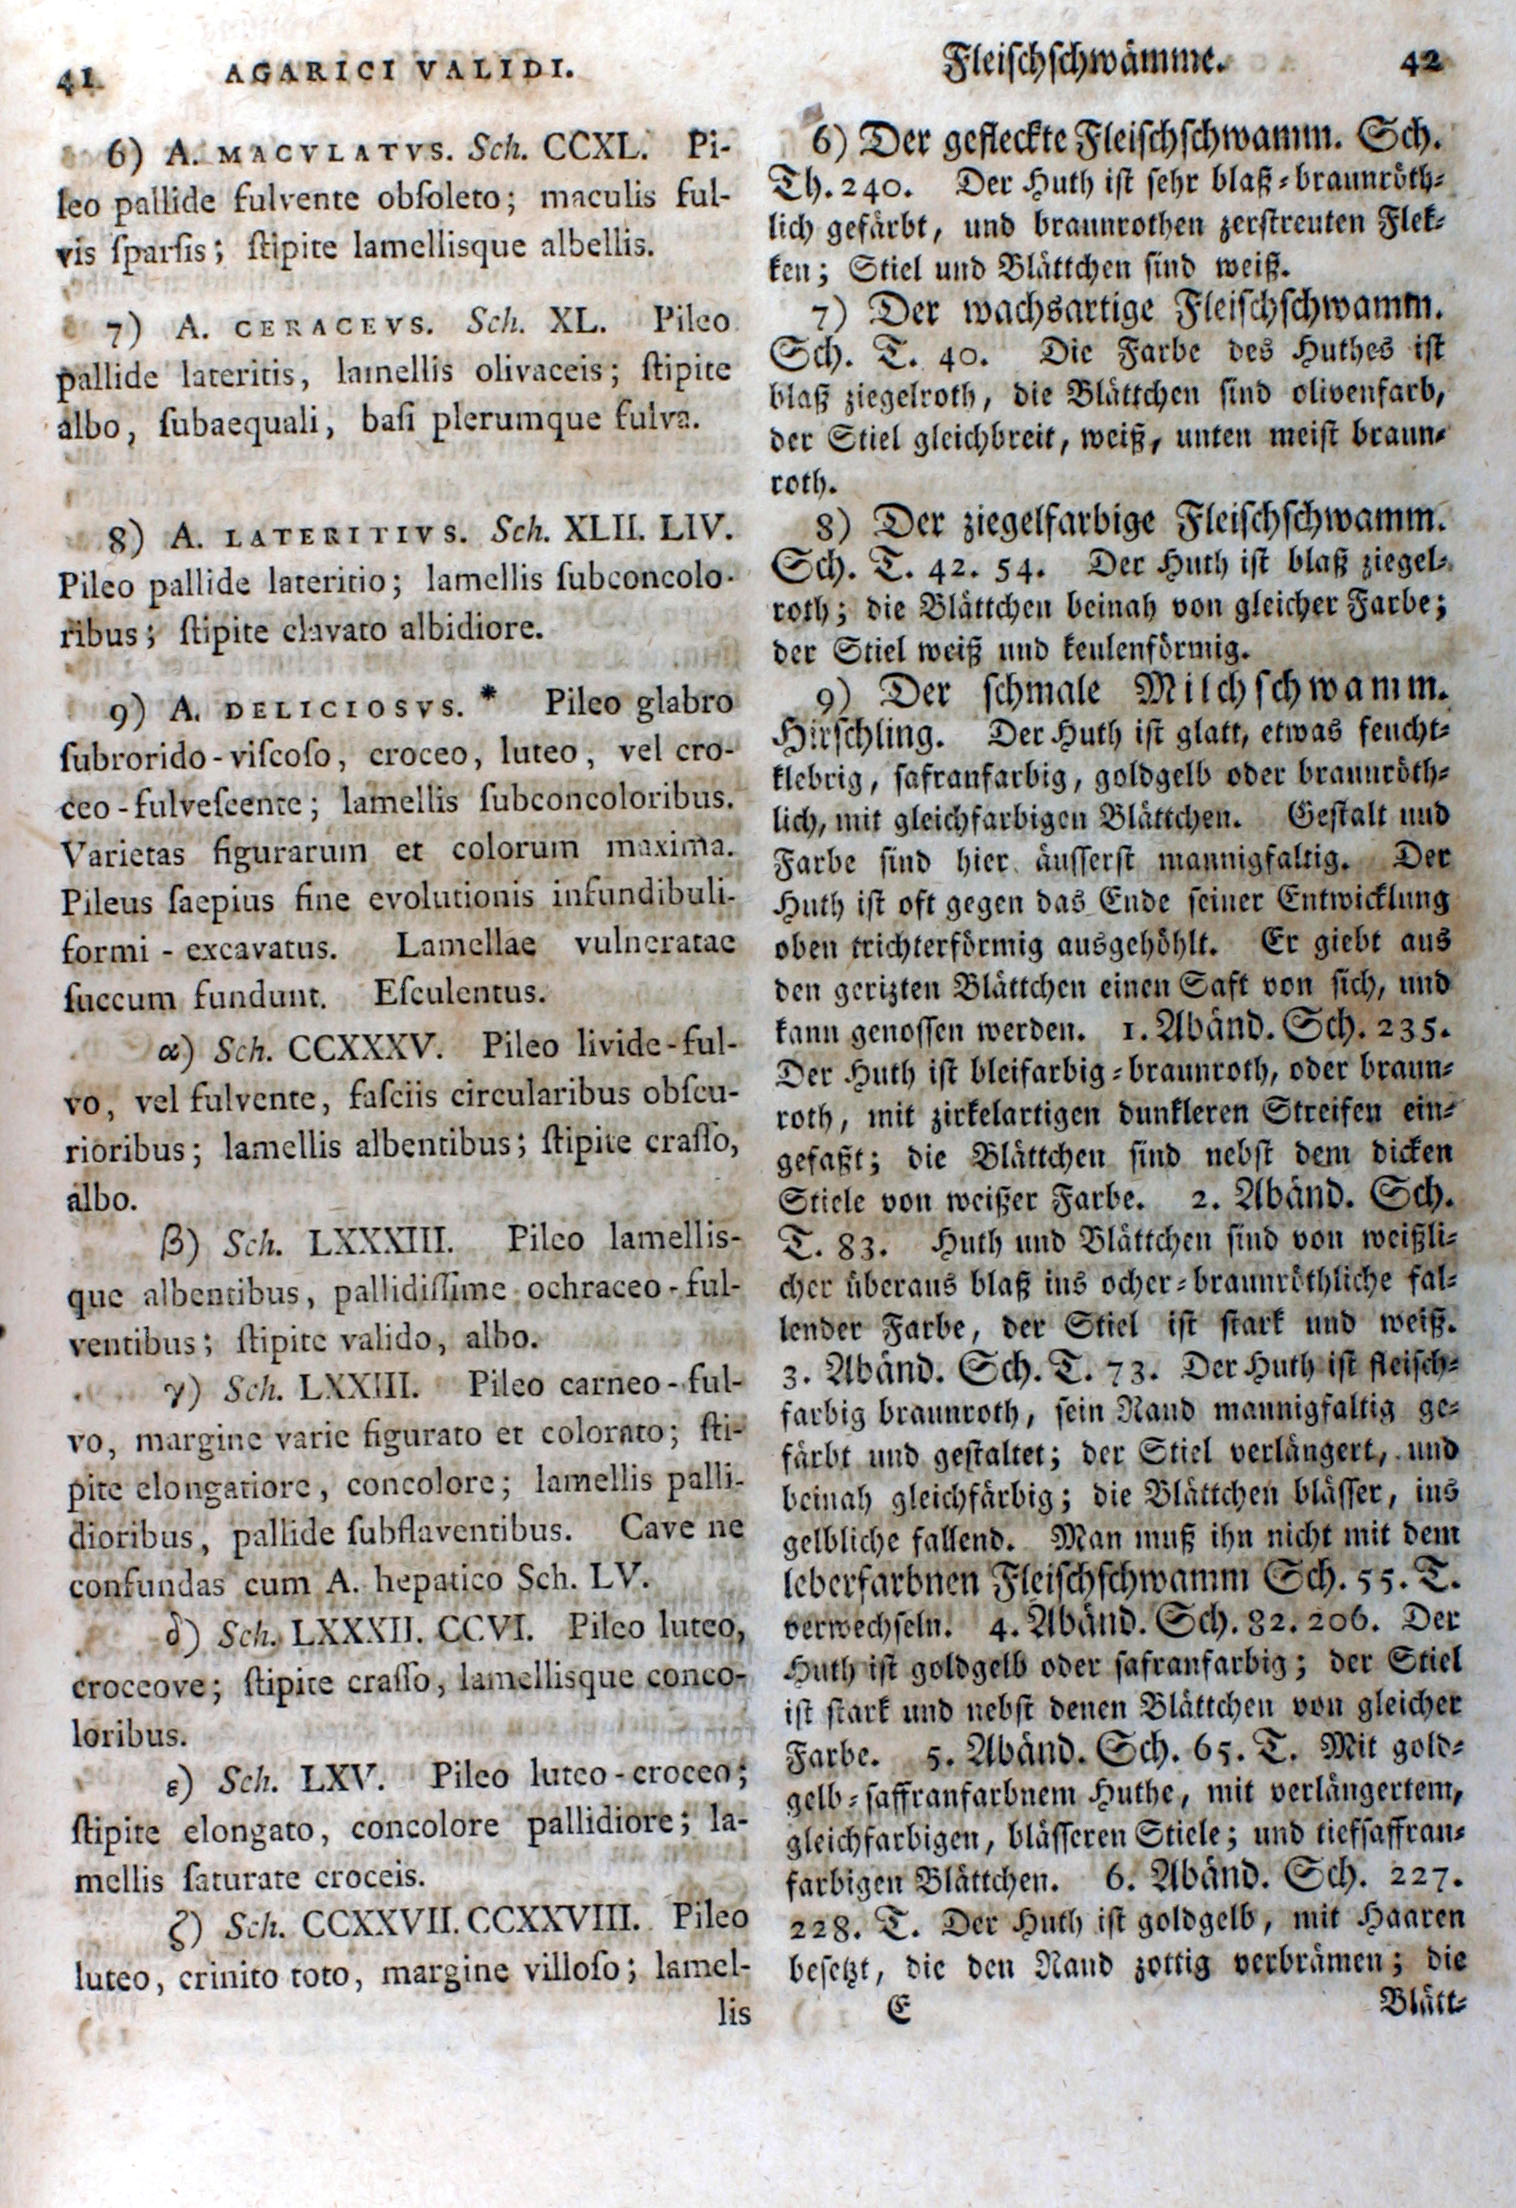 41 AGARICI VALIDI.
6) A. MACVLATVS. Sch. CCXL. Pi-
leo pallide fulvente obſoleto; maculis ful-
vis ſparſis; ſtipite lamellisque albellis.
7) A. CERACEVS. Sch. XL. Pileo
pallide lateritis, lamellis olivaceis; ſtipite
albo, ſubaequali, baſi plerumque fulva.
8) A. LATERITIVS. Sch. XLII. LIV.
Pileo pallide lateritio; lamellis ſubconcolo-
ribus; ſtipite clavato albidiore.
9) A. DELICIOSVS. * Pileo glabro
ſubrorido-viſcoſo, croceo, luteo, vel cro-
ceo-fulveſcente; lamellis ſubconcoloribus.
Varietas figurarum et colorum maxima.
Pileus ſaepius fine evolutionis infundibuli-
formi-excavatus. Lamellae vulneratae
ſuccum fundunt. Eſculentus.
α) Sch. CCXXXV. Pileo livide-ful-
vo, vel fulvente, faſciis circularibus obſcu-
rioribus; lamellis albentibus; ſtipite craſſo,
albo.
β) Sch. LXXXIII. Pileo lamellis-
que albentibus, pallidiſſime ochraceo-ful-
ventibus; ſtipite valido, albo.
γ) Sch. LXXIII. Pileo carneo-ful-
vo, margine varie figurato et colorato; ſti-
pite elongatiore, concolore; lamellis palli-
dioribus, pallide ſubflaventibus. Cave ne
confundas cum A. hepatico Sch. LV.
δ) Sch. LXXXII. CCVI. Pileo luteo,
croceove; ſtipite craſſo, lamellisque conco-
loribus.
ε) Sch. LXV. Pileo luteo-croceo;
ſtipite elongato, concolore pallidiore; la-
mellis ſaturate croceis.
ζ) Sch. CCXXVII. CCXXVIII. Pileo
luteo, crinito toto, margine villoſo; lamel-
lis
Fleiſchſchwämme. 42
6) Der gefleckte Fleiſchſchwamm. Sch.
Th. 240. Der Huth iſt ſehr blaß-braunröth-
lich gefärbt, und braunrothen zerſtreuten Flek-
ken; Stiel und Blättchen ſind weiß.
7) Der wachsartige Fleiſchſchwamm.
Sch. T. 40. Die Farbe des Huthes iſt
blaß ziegelroth, die Blättchen ſind olivenfarb,
der Stiel gleichbreit, weiß, unten meiſt braun-
roth.
8) Der ziegelfarbige Fleiſchſchwamm.
Sch. T. 42. 54. Der Huth iſt blaß ziegel-
roth; die Blättchen beinah von gleicher Farbe;
der Stiel weiß und keulenförmig.
9) Der ſchmale Milchſchwamm.
Hirſchling. Der Huth iſt glatt, etwas feucht-
klebrig, ſafranfarbig, goldgelb oder braunröth-
lich, mit gleichfarbigen Blättchen. Geſtalt und
Farbe ſind hier äuſſerſt mannigfaltig. Der
Huth iſt oft gegen das Ende ſeiner Entwicklung
oben trichterförmig ausgehöhlt. Er giebt aus
den gerizten Blättchen einen Saft von ſich, und
kann genoſſen werden. 1. Abänd. Sch. 235.
Der Huth iſt bleifarbig-braunroth, oder braun-
roth, mit zirkelartigen dunkleren Streifen ein-
gefaßt; die Blättchen ſind nebſt dem dicken
Stiele von weißer Farbe. 2. Abänd. Sch.
T. 83. Huth und Blättchen ſind von weißli-
cher überaus blaß ins ocher-braunröthliche fal-
lender Farbe, der Stiel iſt ſtark und weiß.
3. Abänd. Sch. T. 73. Der Huth iſt fleiſch-
farbig braunroth, ſein Rand mannigfaltig ge-
färbt und geſtaltet; der Stiel verlängert, und
beinah gleichfärbig; die Blättchen bläſſer, ins
gelbliche fallend. Man muß ihn nicht mit dem
leberfarbnen Fleiſchſchwamm Sch. 55. T.
verwechſeln. 4. Abänd. Sch. 82. 206. Der
Huth iſt goldgelb oder ſafranfarbig; der Stiel
iſt ſtark und nebſt denen Blättchen von gleicher
Farbe. 5. Abänd. Sch. 65. T. Mit gold-
gelb-ſaffranfarbnem Huthe, mit verlängertem,
gleichfarbigen, bläſſeren Stiele; und tiefſaffran-
farbigen Blättchen. 6. Abänd. Sch. 227.
228. T. Der Huth iſt goldgelb, mit Haaren
beſetzt, die den Rand zottig verbrämen; die
E Blätt-